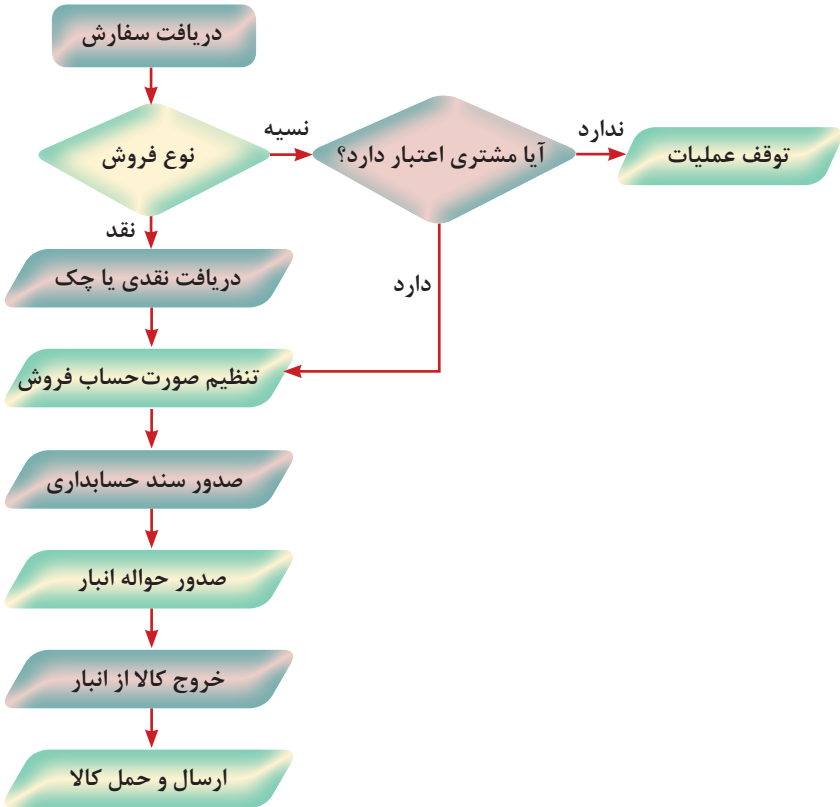 دریافت سفارش
نوع فروش
نسیه
آیا مشتری اعتبار دارد؟
ندارد
توقف عملیات
نقد
دارد
دریافت نقدی یا چک
تنظیم صورت‌حساب فروش
صدور سند حسابداری
صدور حواله انبار
خروج کالا از انبار
ارسال و حمل کالا